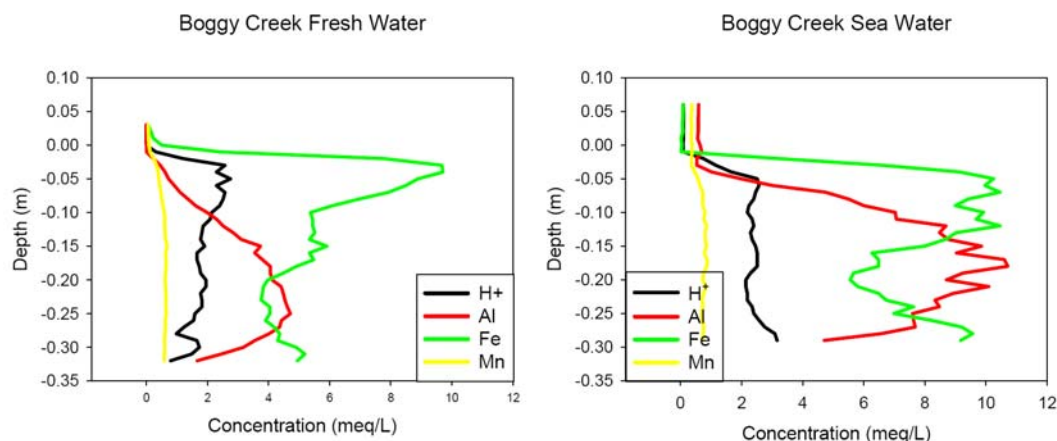 Boggy Creek Fresh Water
0.10
0.05
0.00
-0.05
-0.10
-0.15
-0.20
-0.25
-0.30
-0.35
Depth (m)
0 2 4 6 8 10 12
Concentration (meq/L)
H+
Al
Fe
Mn
Boggy Creek Sea Water
0.10
0.05
0.00
-0.05
-0.10
-0.15
-0.20
-0.25
-0.30
-0.35
Depth (m)
0 2 4 6 8 10 12
Concentration (meq/L)
H⁺
Al
Fe
Mn